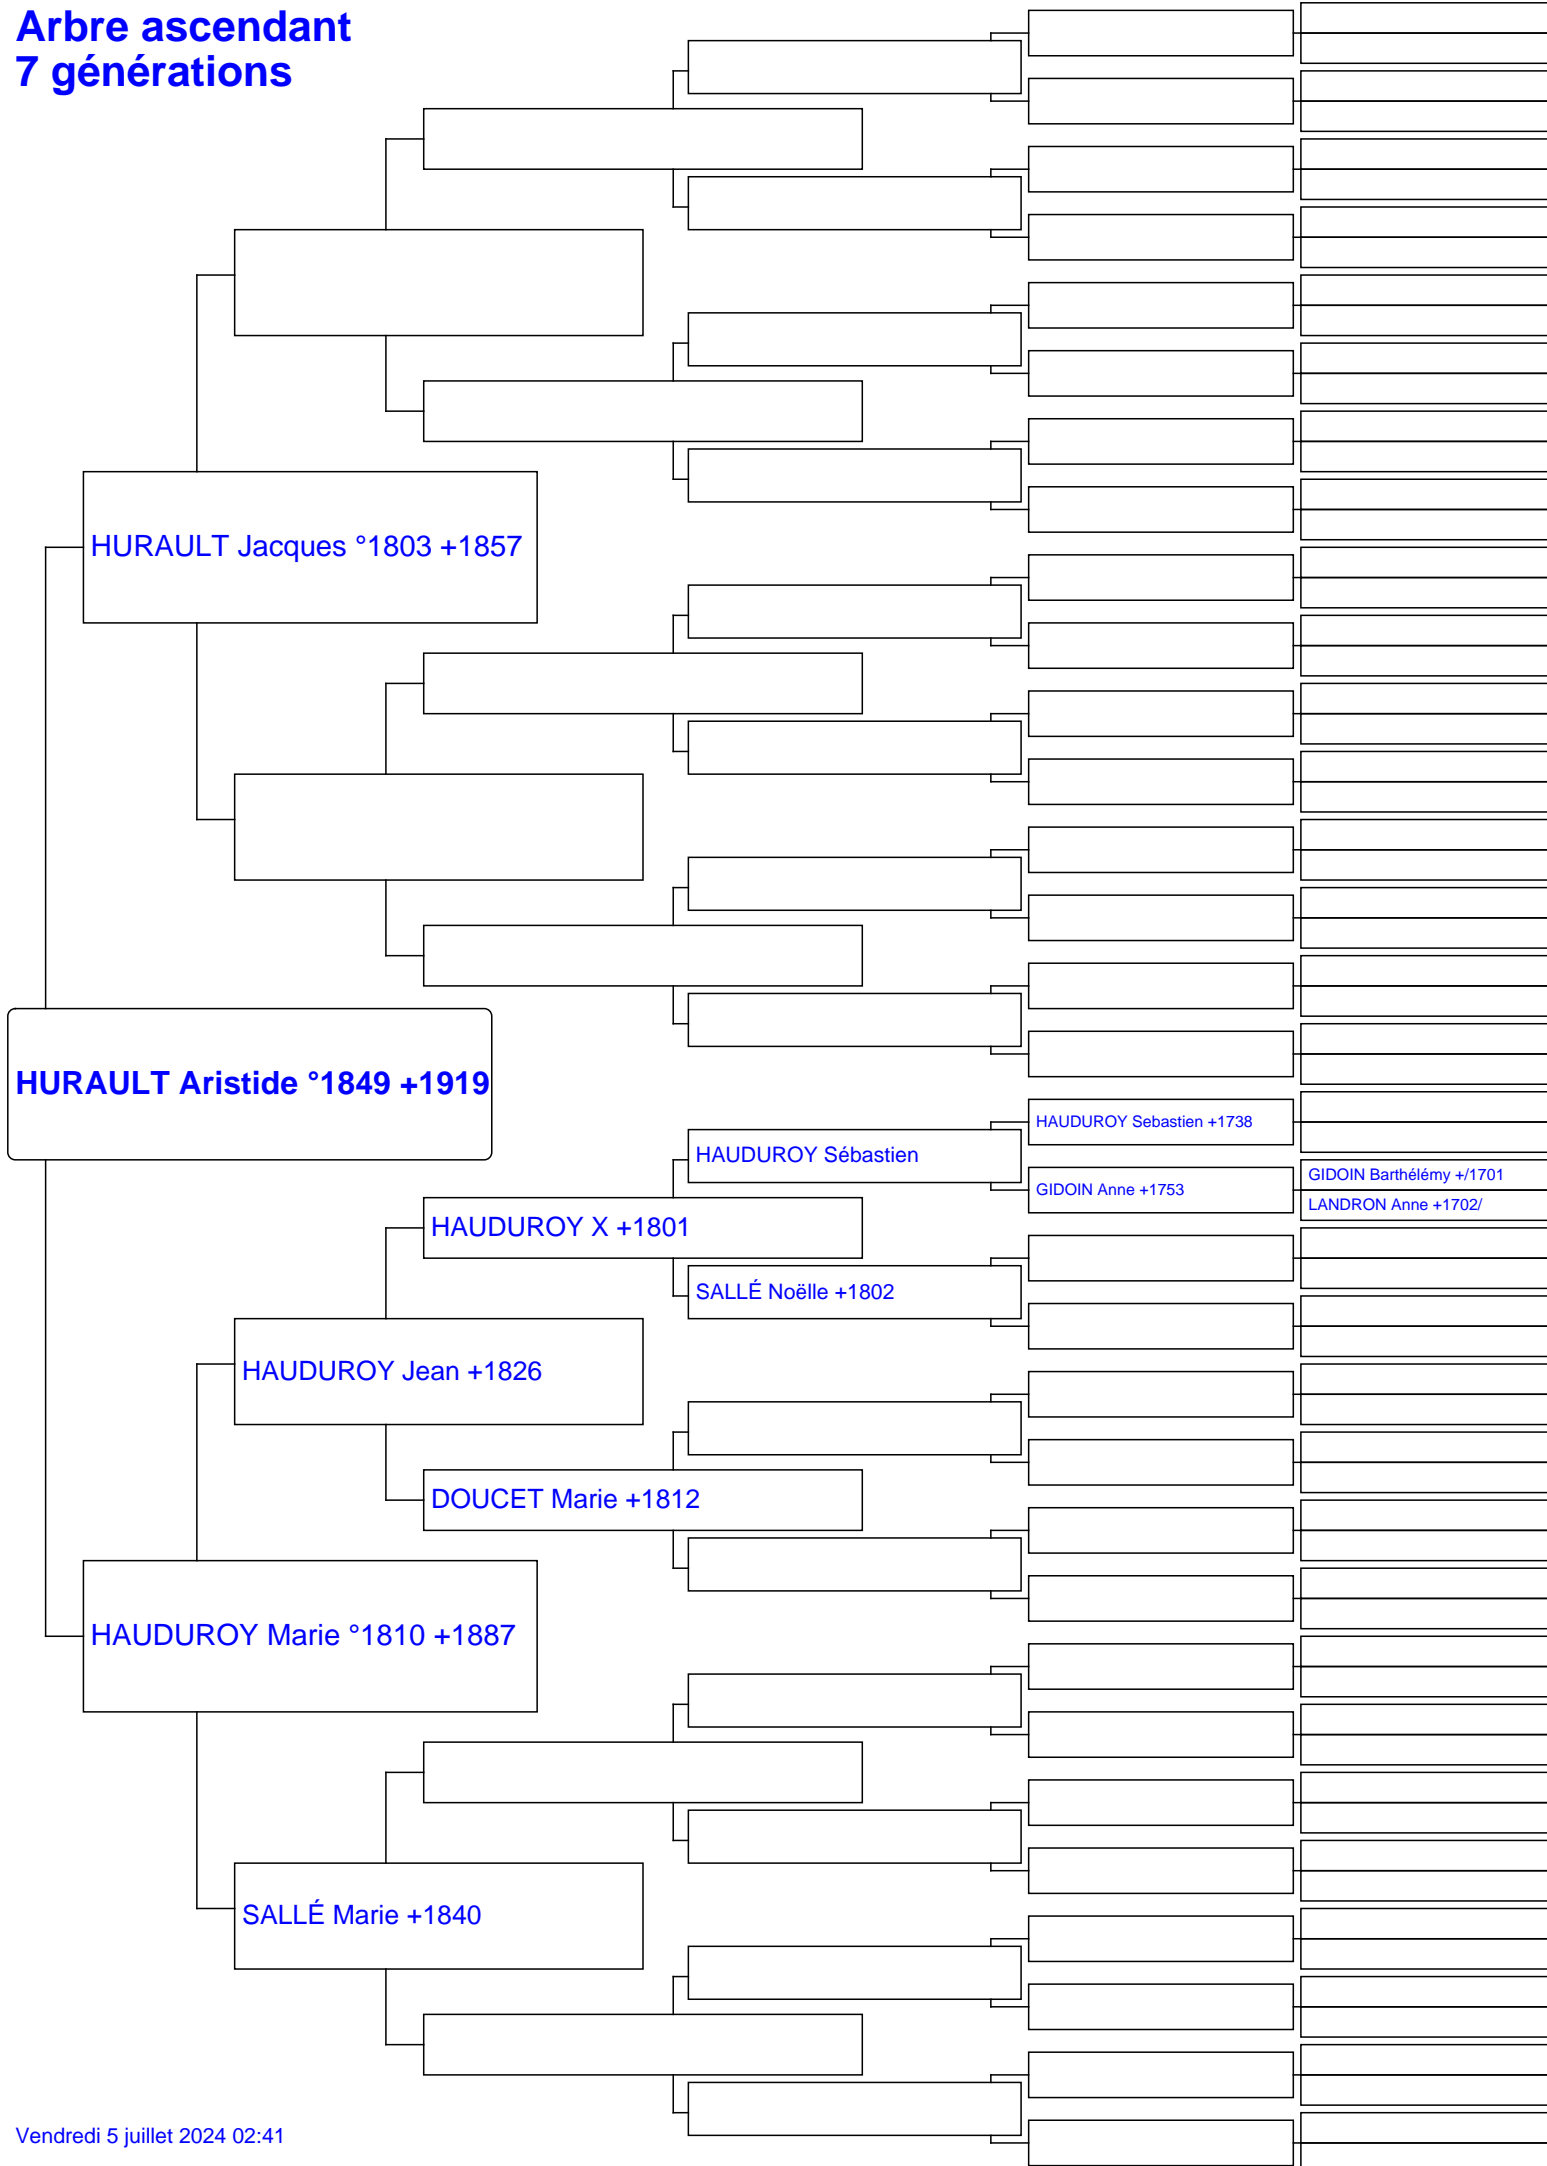 Arbre ascendant
7 générations
HURAULT Jacques °1803 +1857
HURAULT Aristide °1849 +1919
HAUDUROY Sebastien +1738
HAUDUROY Sébastien
GIDOIN Barthélémy +/1701
GIDOIN Anne +1753
LANDRON Anne +1702/
HAUDUROY X +1801
SALLÉ Noëlle +1802
HAUDUROY Jean +1826
DOUCET Marie +1812
HAUDUROY Marie °1810 +1887
SALLÉ Marie +1840
Vendredi 5 juillet 2024 02:41